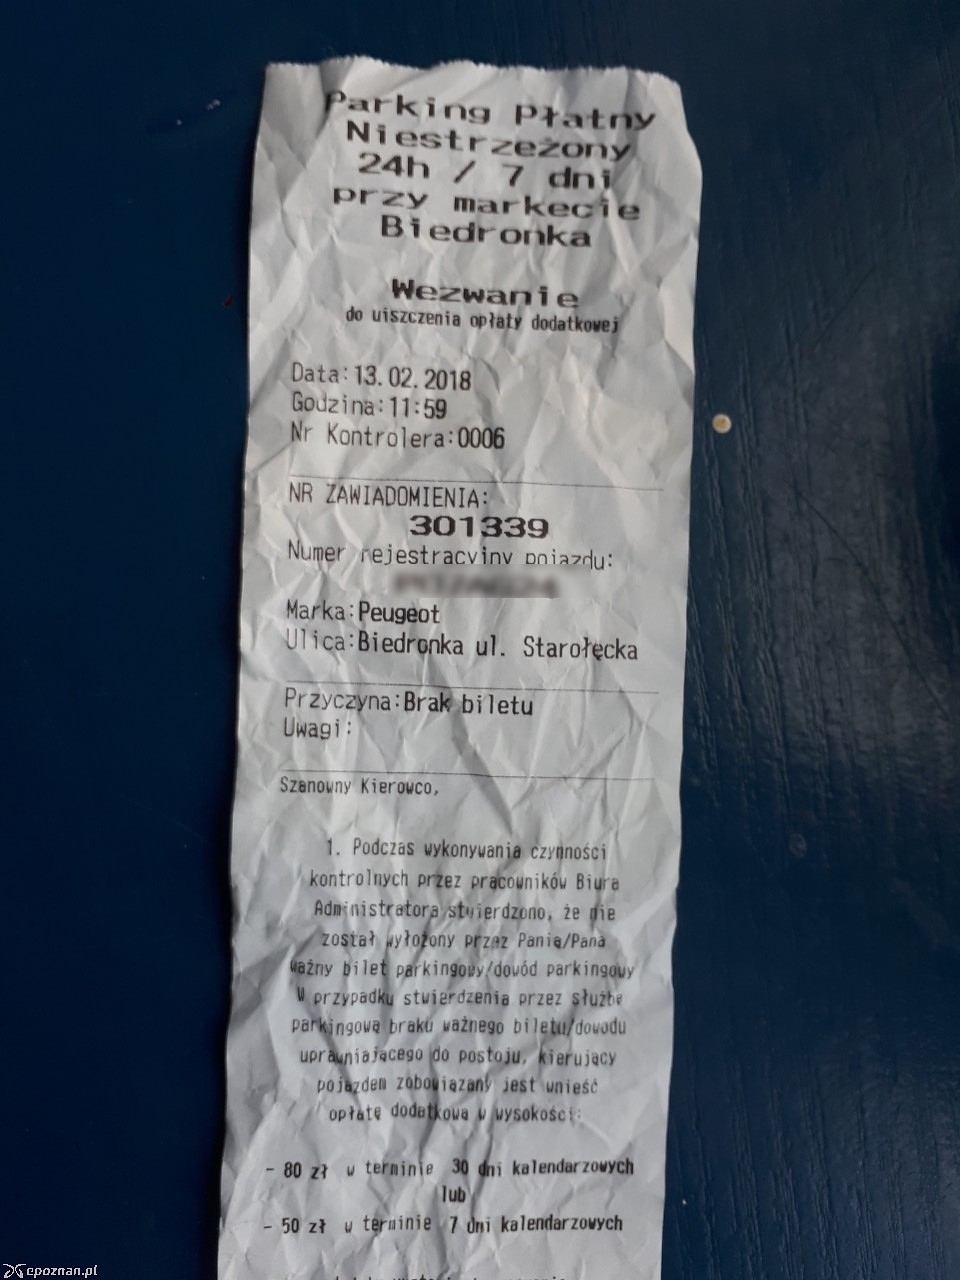 Parking Płatny
Niestrzeżony
24h / 7 dni
przy markecie
Biedronka
Wezwanie
do uiszczenia opłaty dodatkowej
Data:13.02.2018
Godzina:11:59
Nr Kontrolera:0006
NR ZAWIADOMIENIA:
301339
Numer rejestracyjny pojazdu:
Marka:Peugeot
Ulica:Biedronka ul. Starołęcka
Przyczyna:Brak biletu
Uwagi:
Szanowny Kierowco,
1. Podczas wykonywania czynności
kontrolnych przez pracowników Biura
Administratora stwierdzono, że nie
został wyłożony przez Panią/Pana
ważny bilet parkingowy/dowód parkingowy
W przypadku stwierdzenia przez służbę
parkingową braku ważnego biletu/dowodu
uprawniającego do postoju, kierujący
pojazdem zobowiązany jest wnieść
opłatę dodatkową w wysokości:
- 80 zł w terminie 30 dni kalendarzowych
lub
- 50 zł w terminie 7 dni kalendarzowych
epoznan.pl